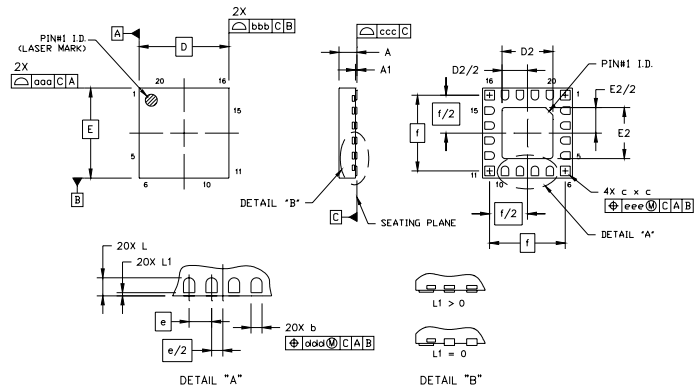 2X
⌓ bbb C B
A
D
PIN#1 I.D.
(LASER MARK)
2X
⌓ aaa C A
20
16
1
15
E
5
11
6
10
B
⌓ ccc C
A
A1
DETAIL "B"
C
SEATING PLANE
D2
D2/2
PIN#1 I.D.
16
20
1
E2/2
15
f/2
f
E2
5
11
10
6
4X c x c
⌖ eee Ⓜ C A B
f/2
DETAIL "A"
f
20X L
20X L1
e
20X b
⌖ ddd Ⓜ C A B
e/2
DETAIL "A"
L1 > 0
L1 = 0
DETAIL "B"